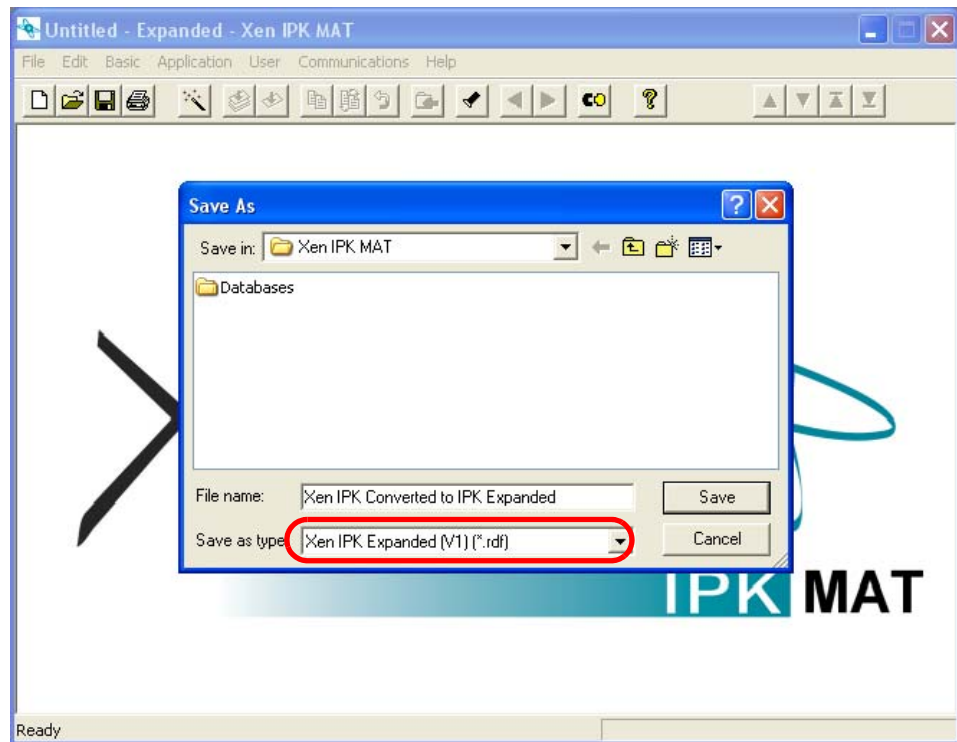 Untitled - Expanded - Xen IPK MAT
File Edit Basic Application User Communications Help
Save As
Save in: Xen IPK MAT
Databases
File name: Xen IPK Converted to IPK Expanded
Save
Save as type Xen IPK Expanded (V1) (*.rdf)
Cancel
IPK MAT
Ready